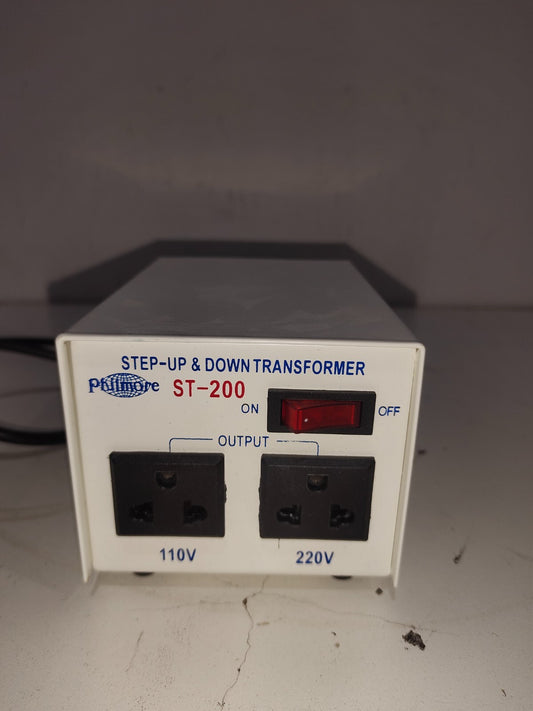 STEP-UP & DOWN TRANSFORMER
Philmore ST-200
ON OFF
OUTPUT
110V 220V